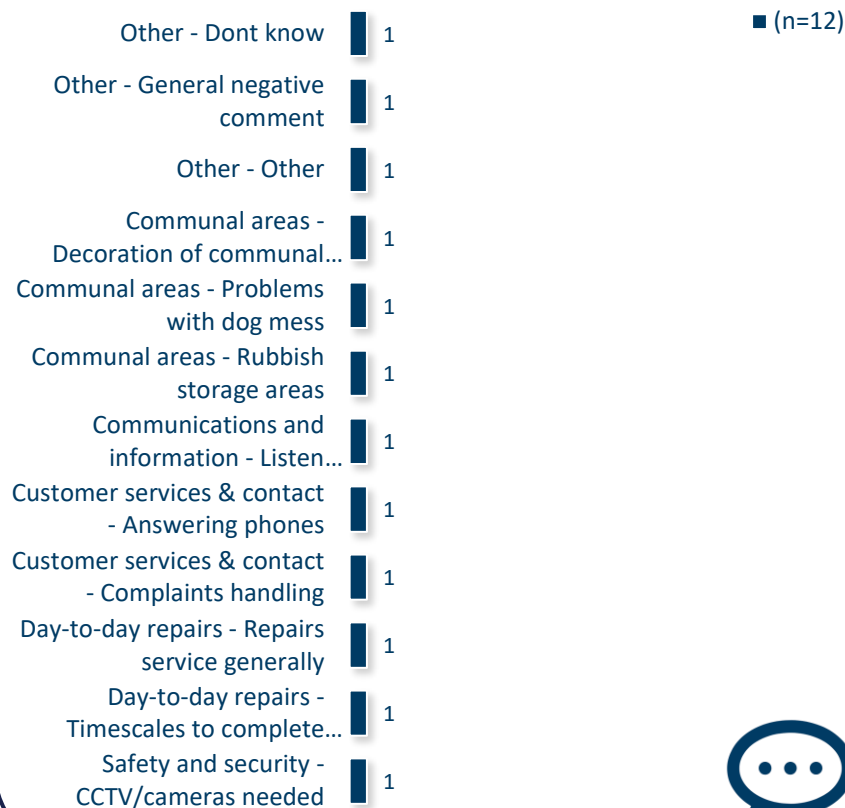 Other - Dont know 1
(n=12)
Other - General negative
comment 1
Other - Other 1
Communal areas -
Decoration of communal… 1
Communal areas - Problems
with dog mess 1
Communal areas - Rubbish
storage areas 1
Communications and
information - Listen… 1
Customer services & contact
- Answering phones 1
Customer services & contact
- Complaints handling 1
Day-to-day repairs - Repairs
service generally 1
Day-to-day repairs -
Timescales to complete… 1
Safety and security -
CCTV/cameras needed 1